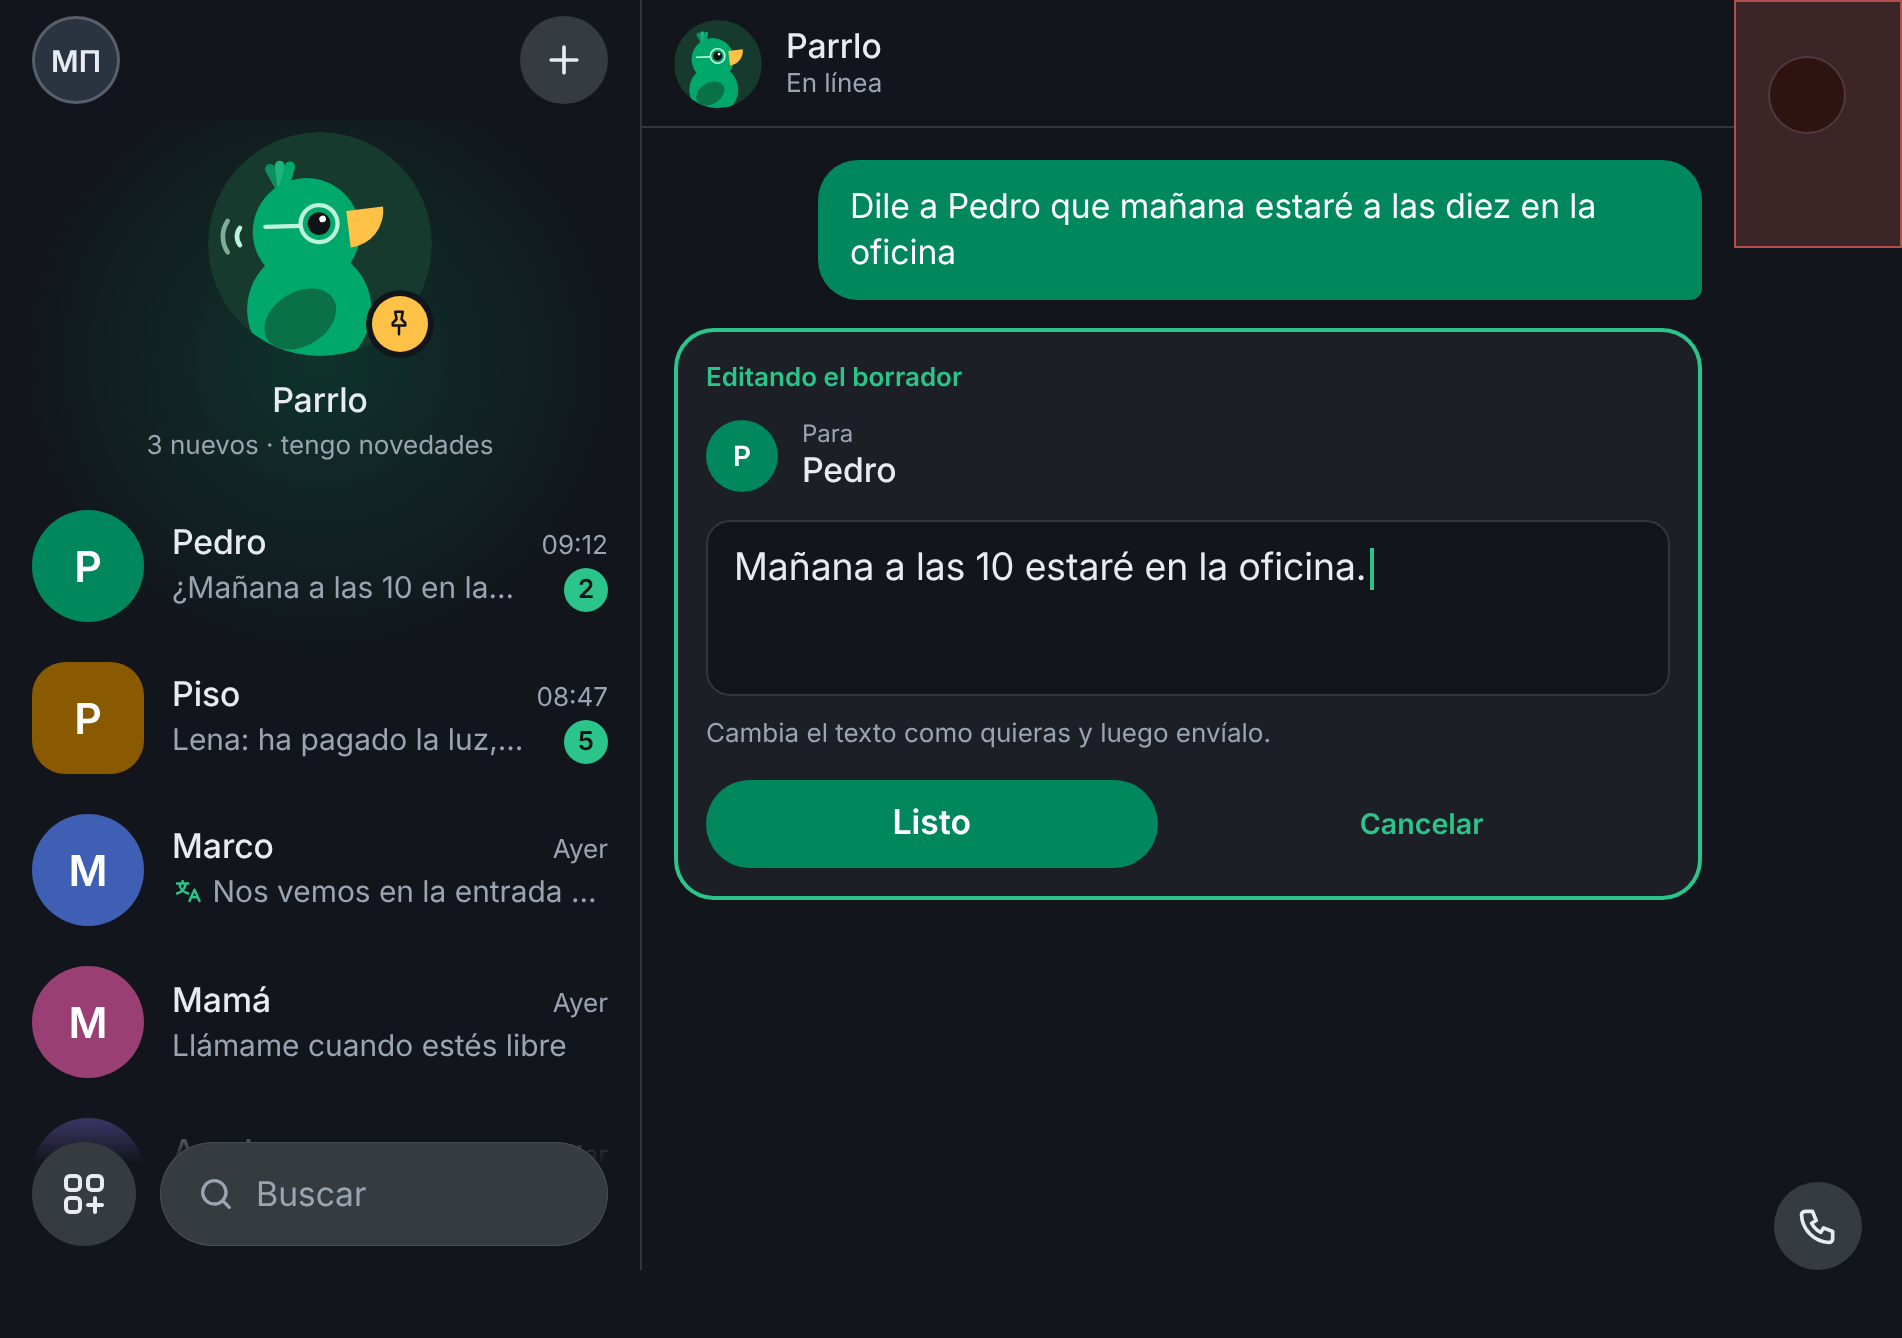 МП
Parrlo
3 nuevos · tengo novedades
Pedro
09:12
¿Mañana a las 10 en la...
2
Piso
08:47
Lena: ha pagado la luz,...
5
Marco
Ayer
Nos vemos en la entrada ...
Mamá
Ayer
Llámame cuando estés libre
Buscar
Parrlo
En línea
Dile a Pedro que mañana estaré a las diez en la
oficina
Editando el borrador
P
Para
Pedro
Mañana a las 10 estaré en la oficina.
Cambia el texto como quieras y luego envíalo.
Listo
Cancelar
P
P
M
M